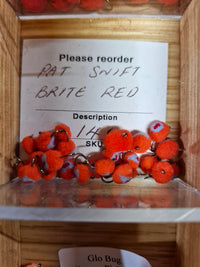 Please reorder
PAT SWIFT
BRITE RED
Description
14
SKU
Glo Bug